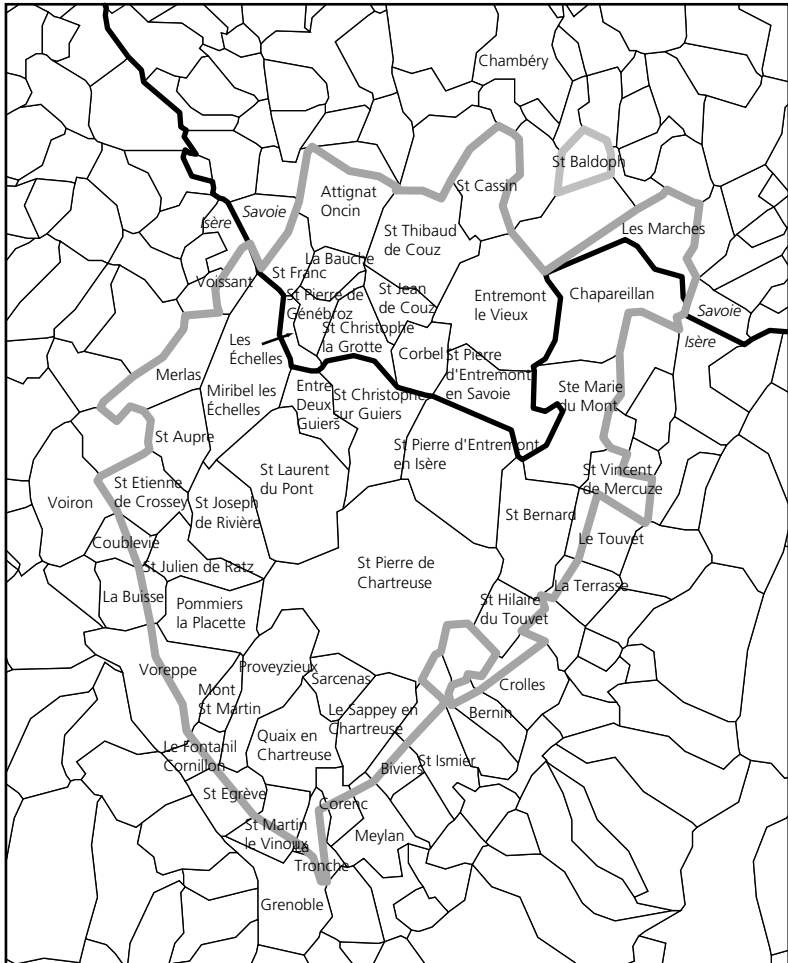 Chambéry
St Baldoph
St Cassin
Attignat
Oncin
Savoie
Isère
St Thibaud
de Couz
Les Marches
La Bauche
St Franc
Voissant
St Jean
de Couz
Entremont
le Vieux
Chapareillan
St Pierre de
Génébroz
Savoie
Isère
St Christophe
la Grotte
Les
Échelles
Corbel
St Pierre
d'Entremont
en Savoie
Merlas
Miribel les
Échelles
Entre
Deux
Guiers
St Christophe
sur Guiers
Ste Marie
du Mont
St Aupre
St Pierre d'Entremont
en Isère
St Laurent
du Pont
St Vincent
de Mercuze
Voiron
St Etienne
de Crossey
St Joseph
de Rivière
St Bernard
Coublevie
Le Touvet
St Julien de Ratz
St Pierre de
Chartreuse
La Terrasse
La Buisse
Pommiers
la Placette
St Hilaire
du Touvet
Voreppe
Proveyzieux
Sarcenas
Crolles
Mont
St Martin
Le Sappey en
Chartreuse
Bernin
Quaix en
Chartreuse
Le Fontanil
Cornillon
St Ismier
Biviers
St Egrève
Corenc
St Martin
le Vinoux
Meylan
La
Tronche
Grenoble